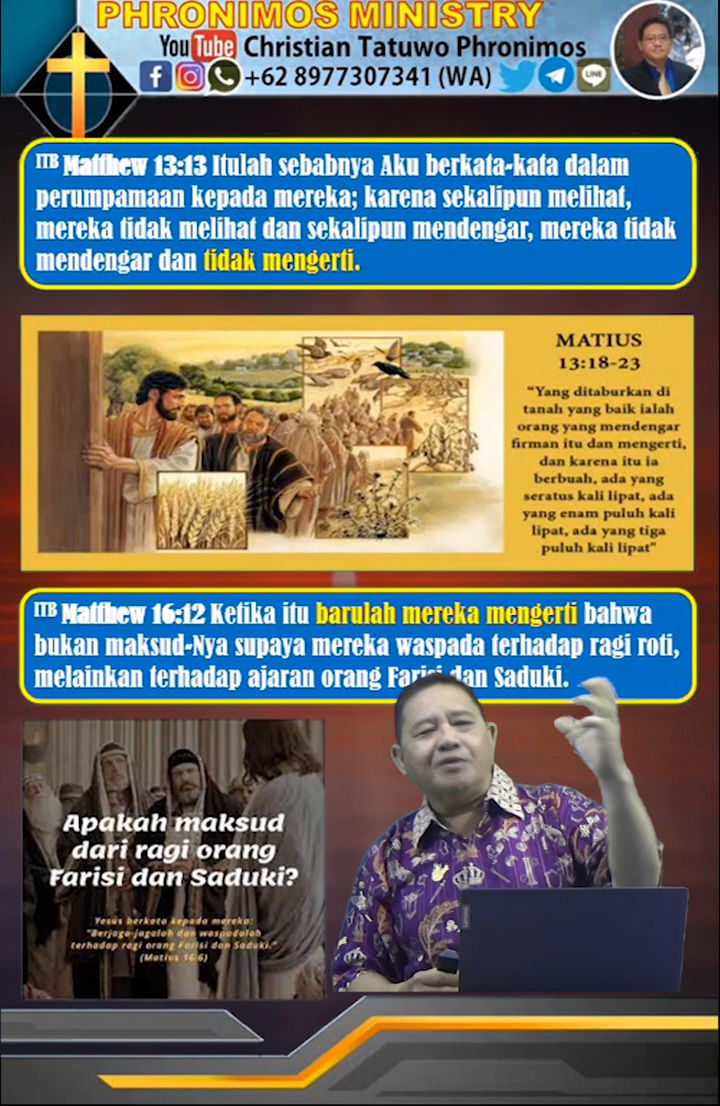 PHRONIMOS MINISTRY
YouTube Christian Tatuwo Phronimos
+62 8977307341 (WA)
LINE
ITB Matthew 13:13 Itulah sebabnya Aku berkata-kata dalam
perumpamaan kepada mereka; karena sekalipun melihat,
mereka tidak melihat dan sekalipun mendengar, mereka tidak
mendengar dan tidak mengerti.
MATIUS
13:18-23
"Yang ditaburkan di
tanah yang baik ialah
orang yang mendengar
firman itu dan mengerti,
dan karena itu ia
berbuah, ada yang
seratus kali lipat, ada
yang enam puluh kali
lipat, ada yang tiga
puluh kali lipat"
ITB Matthew 16:12 Ketika itu barulah mereka mengerti bahwa
bukan maksud-Nya supaya mereka waspada terhadap ragi roti,
melainkan terhadap ajaran orang Farisi dan Saduki.
Apakah maksud
dari ragi orang
Farisi dan Saduki?
Yesus berkata kepada mereka:
"Berjaga-jagalah dan waspadalah
terhadap ragi orang Farisi dan Saduki."
(Matius 16:6)